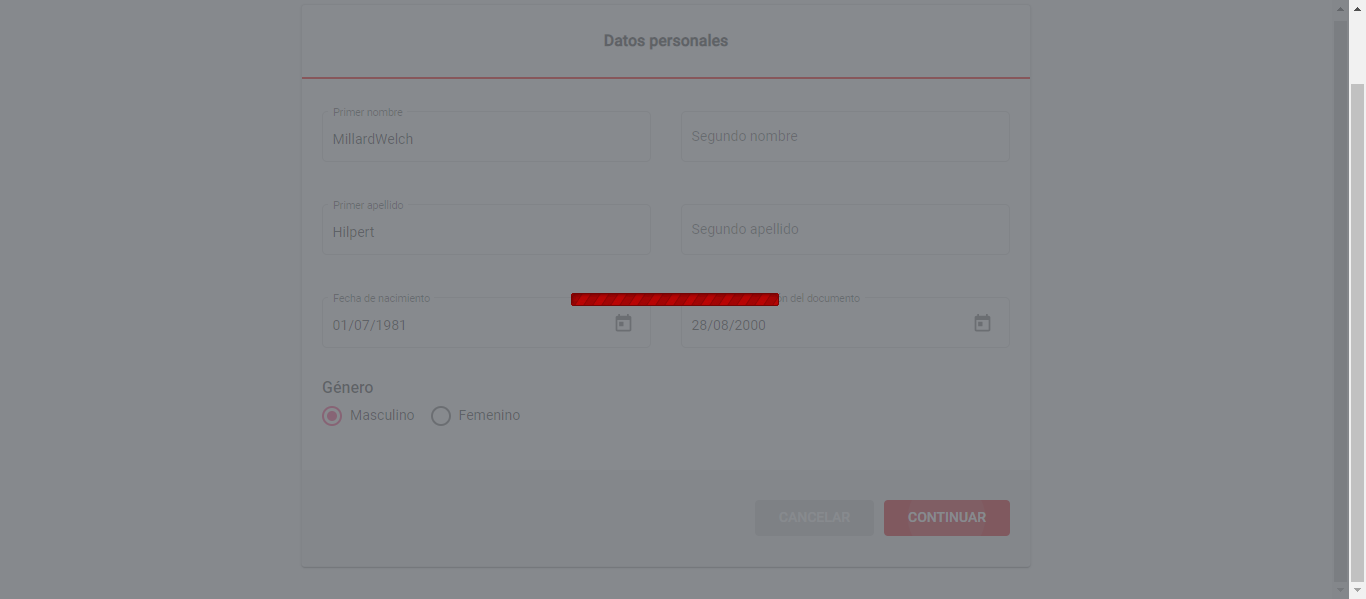 Datos personales
Primer nombre
MillardWelch
Segundo nombre
Primer apellido
Hilpert
Segundo apellido
Fecha de nacimiento
01/07/1981
del documento
28/08/2000
Género
Masculino Femenino
CANCELAR CONTINUAR